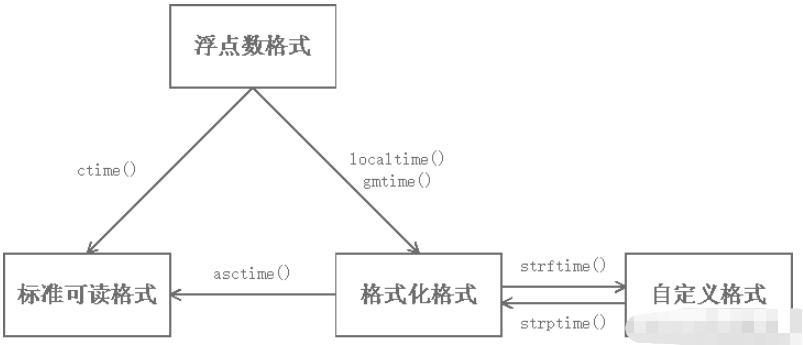 浮点数格式
ctime()
localtime()
gmtime()
标准可读格式
asctime()
格式化格式
strftime()
strptime()
自定义格式